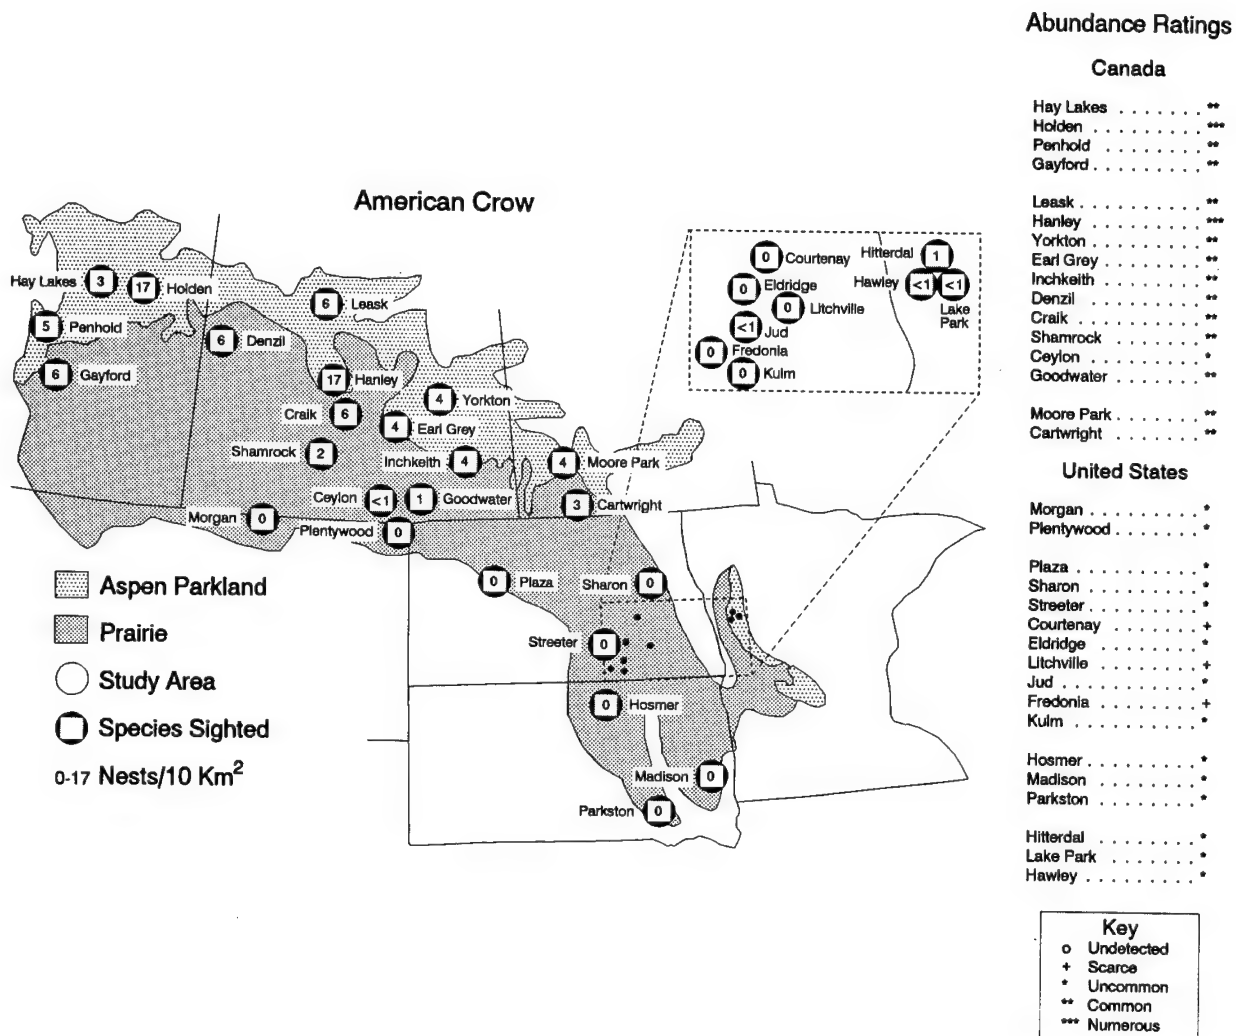 Abundance Ratings
Canada
Hay Lakes . . . . . . . **
Holden . . . . . . . . ***
Penhold . . . . . . . . **
Gayford . . . . . . . . **
Leask . . . . . . . . . **
Hanley . . . . . . . . ***
Yorkton . . . . . . . . **
Earl Grey . . . . . . . **
Inchkeith . . . . . . . **
Denzil . . . . . . . . **
Craik . . . . . . . . . **
Shamrock . . . . . . . **
Ceylon . . . . . . . . *
Goodwater . . . . . . . **
Moore Park . . . . . . **
Cartwright . . . . . . **
United States
Morgan . . . . . . . . *
Plentywood . . . . . . *
Plaza . . . . . . . . . *
Sharon . . . . . . . . *
Streeter . . . . . . . *
Courtenay . . . . . . +
Eldridge . . . . . . . *
Litchville . . . . . . +
Jud . . . . . . . . . . *
Fredonia . . . . . . . +
Kulm . . . . . . . . . *
Hosmer . . . . . . . . *
Madison . . . . . . . *
Parkston . . . . . . . *
Hitterdal . . . . . . . *
Lake Park . . . . . . *
Hawley . . . . . . . . *
Key
o Undetected
+ Scarce
* Uncommon
** Common
*** Numerous
American Crow
Hay Lakes 3
17 Holden
6 Leask
5 Penhold
6 Denzil
6 Gayford
17 Hanley
4 Yorkton
Craik 6
4 Earl Grey
Shamrock 2
Inchkeith 4
4 Moore Park
Ceylon <1
1 Goodwater
3 Cartwright
Morgan 0
Plentywood 0
0 Plaza
Sharon 0
Streeter 0
0 Hosmer
Madison 0
Parkston 0
0 Courtenay
Hitterdal 1
0 Eldridge
Hawley <1
<1
Lake
Park
0 Litchville
<1 Jud
0 Fredonia
0 Kulm
Aspen Parkland
Prairie
Study Area
Species Sighted
0-17 Nests/10 Km2